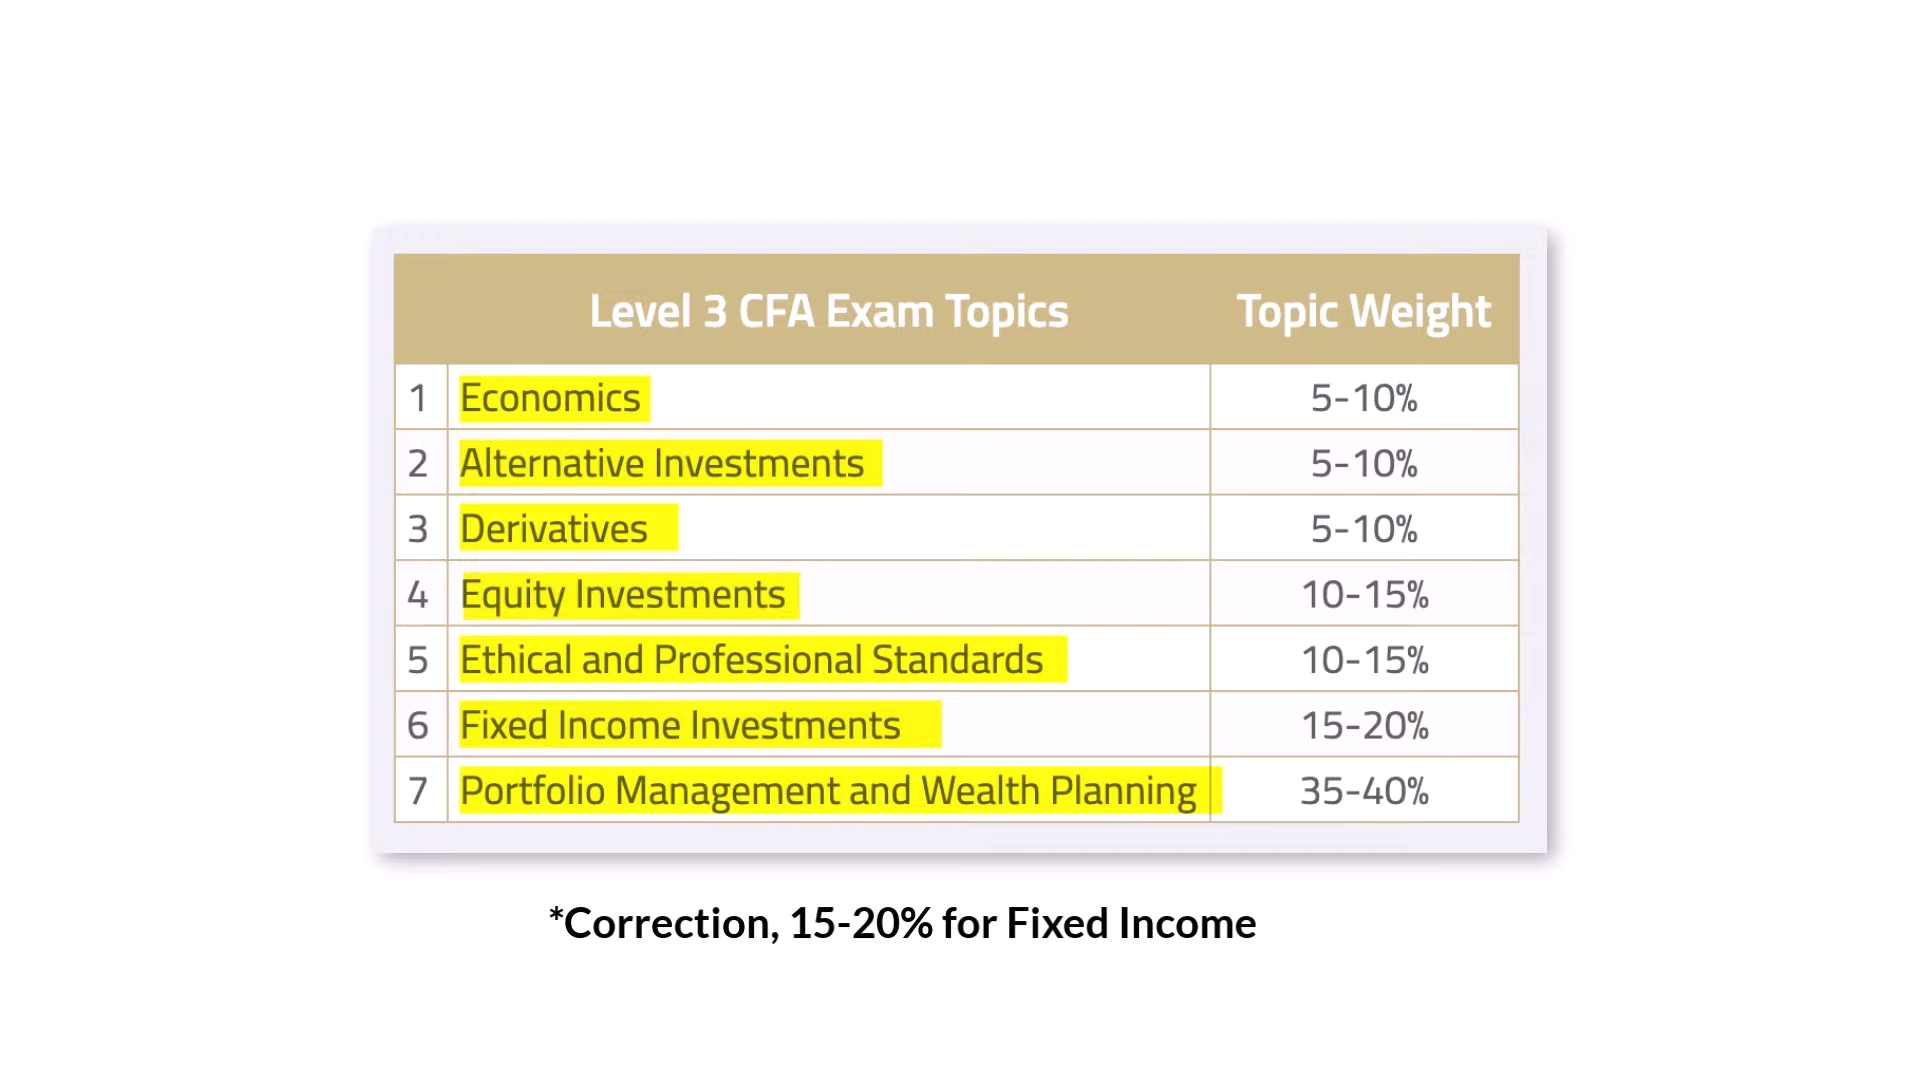 Level 3 CFA Exam Topics Topic Weight
1 Economics 5-10%
2 Alternative Investments 5-10%
3 Derivatives 5-10%
4 Equity Investments 10-15%
5 Ethical and Professional Standards 10-15%
6 Fixed Income Investments 15-20%
7 Portfolio Management and Wealth Planning 35-40%
*Correction, 15-20% for Fixed Income